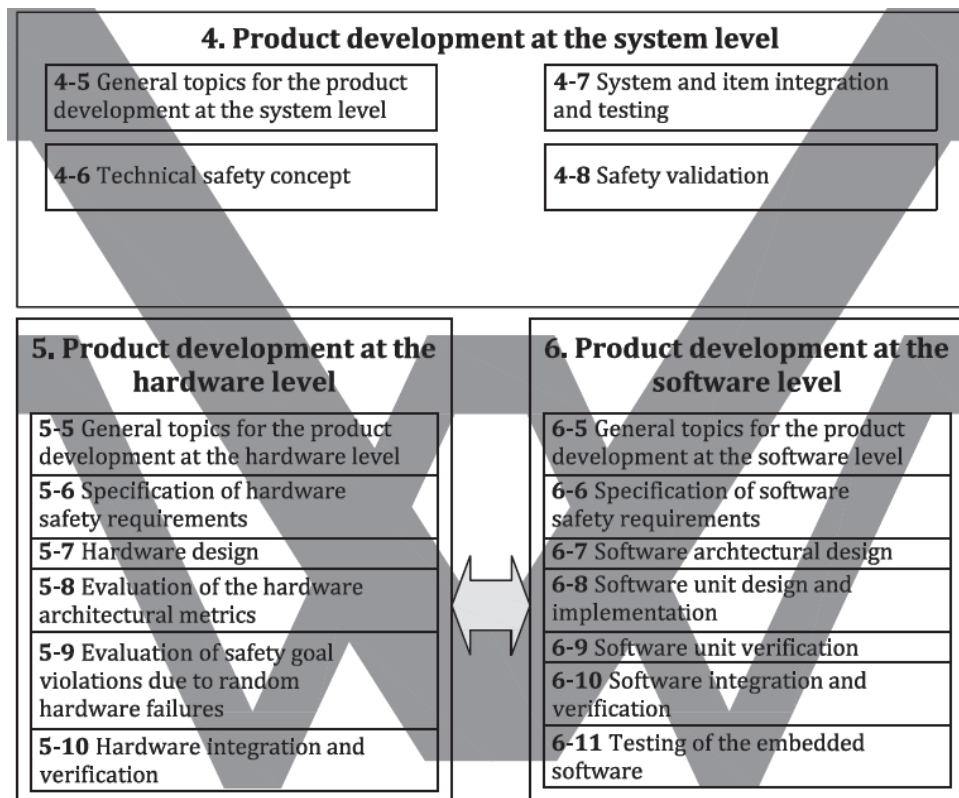 4. Product development at the system level
4-5 General topics for the product
development at the system level
4-7 System and item integration
and testing
4-6 Technical safety concept
4-8 Safety validation
5. Product development at the
hardware level
5-5 General topics for the product
development at the hardware level
5-6 Specification of hardware
safety requirements
5-7 Hardware design
5-8 Evaluation of the hardware
architectural metrics
5-9 Evaluation of safety goal
violations due to random
hardware failures
5-10 Hardware integration and
verification
6. Product development at the
software level
6-5 General topics for the product
development at the software level
6-6 Specification of software
safety requirements
6-7 Software archtectural design
6-8 Software unit design and
implementation
6-9 Software unit verification
6-10 Software integration and
verification
6-11 Testing of the embedded
software